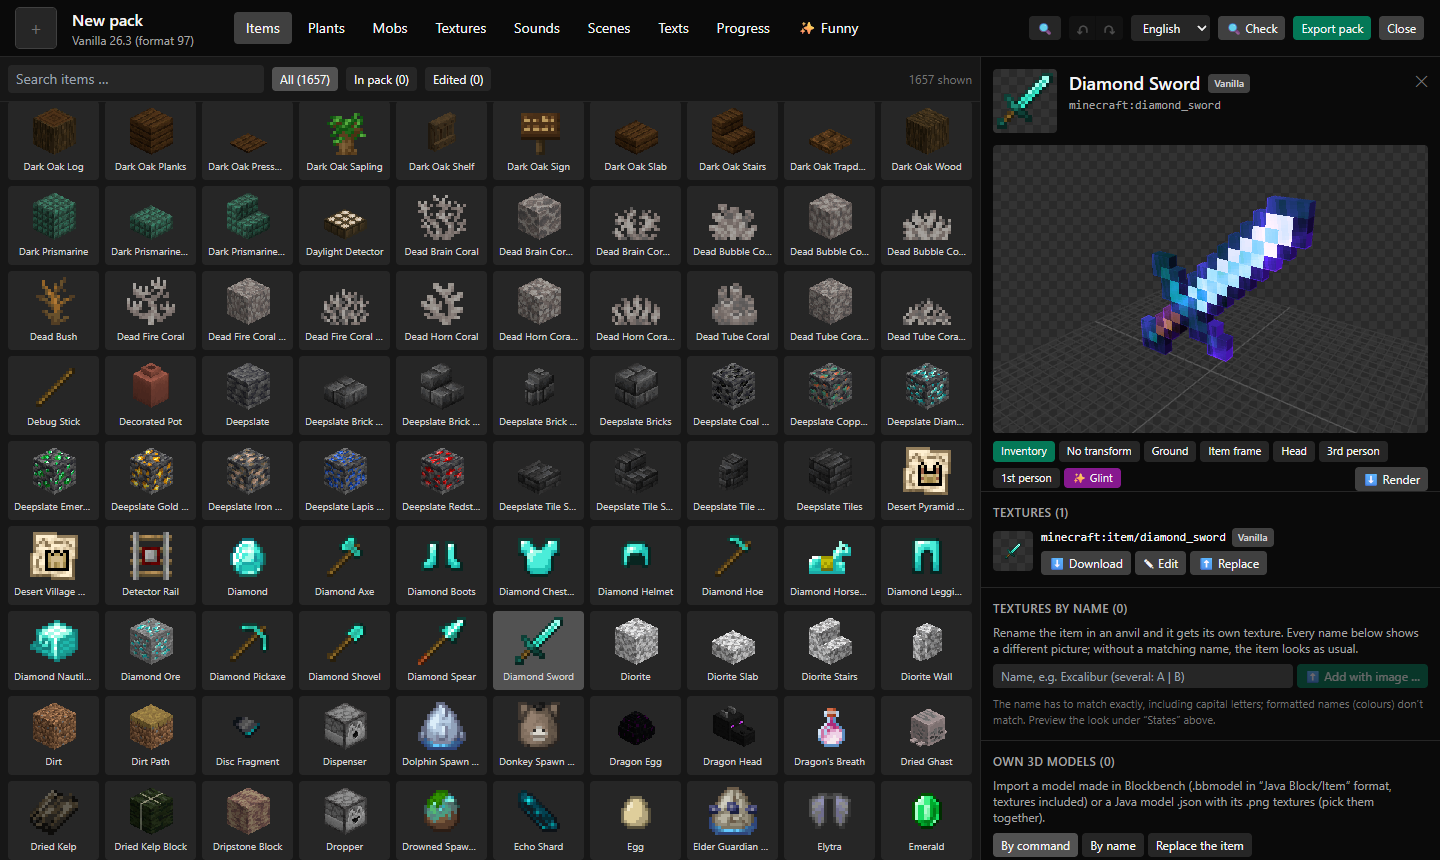 New pack
Vanilla 26.3 (format 97)
Items
Plants
Mobs
Textures
Sounds
Scenes
Texts
Progress
Funny
English
Check
Export pack
Close
Search items ...
All (1657)
In pack (0)
Edited (0)
1657 shown
Dark Oak Log
Dark Oak Planks
Dark Oak Press...
Dark Oak Sapling
Dark Oak Shelf
Dark Oak Sign
Dark Oak Slab
Dark Oak Stairs
Dark Oak Trapd...
Dark Oak Wood
Dark Prismarine
Dark Prismarine...
Dark Prismarine...
Daylight Detector
Dead Brain Coral
Dead Brain Cor...
Dead Brain Cor...
Dead Bubble Co...
Dead Bubble Co...
Dead Bubble Co...
Dead Bush
Dead Fire Coral
Dead Fire Coral ...
Dead Fire Coral ...
Dead Horn Coral
Dead Horn Cora...
Dead Horn Cora...
Dead Tube Coral
Dead Tube Cora...
Dead Tube Cora...
Debug Stick
Decorated Pot
Deepslate
Deepslate Brick ...
Deepslate Brick ...
Deepslate Brick ...
Deepslate Bricks
Deepslate Coal ...
Deepslate Copp...
Deepslate Diam...
Deepslate Emer...
Deepslate Gold ...
Deepslate Iron ...
Deepslate Lapis ...
Deepslate Redst...
Deepslate Tile S...
Deepslate Tile S...
Deepslate Tile ...
Deepslate Tiles
Desert Pyramid ...
Desert Village ...
Detector Rail
Diamond
Diamond Axe
Diamond Boots
Diamond Chest...
Diamond Helmet
Diamond Hoe
Diamond Horse...
Diamond Leggi...
Diamond Nautil...
Diamond Ore
Diamond Pickaxe
Diamond Shovel
Diamond Spear
Diamond Sword
Diorite
Diorite Slab
Diorite Stairs
Diorite Wall
Dirt
Dirt Path
Disc Fragment
Dispenser
Dolphin Spawn ...
Donkey Spawn ...
Dragon Egg
Dragon Head
Dragon's Breath
Dried Ghast
Dried Kelp
Dried Kelp Block
Dripstone Block
Dropper
Drowned Spaw...
Echo Shard
Egg
Elder Guardian ...
Elytra
Emerald
Diamond Sword
Vanilla
minecraft:diamond_sword
Inventory
No transform
Ground
Item frame
Head
3rd person
1st person
Glint
Render
TEXTURES (1)
minecraft:item/diamond_sword
Vanilla
Download
Edit
Replace
TEXTURES BY NAME (0)
Rename the item in an anvil and it gets its own texture. Every name below shows
a different picture; without a matching name, the item looks as usual.
Name, e.g. Excalibur (several: A | B)
Add with image ...
The name has to match exactly, including capital letters; formatted names (colours) don't
match. Preview the look under “States” above.
OWN 3D MODELS (0)
Import a model made in Blockbench (.bbmodel in “Java Block/Item” format,
textures included) or a Java model .json with its .png textures (pick them
together).
By command
By name
Replace the item